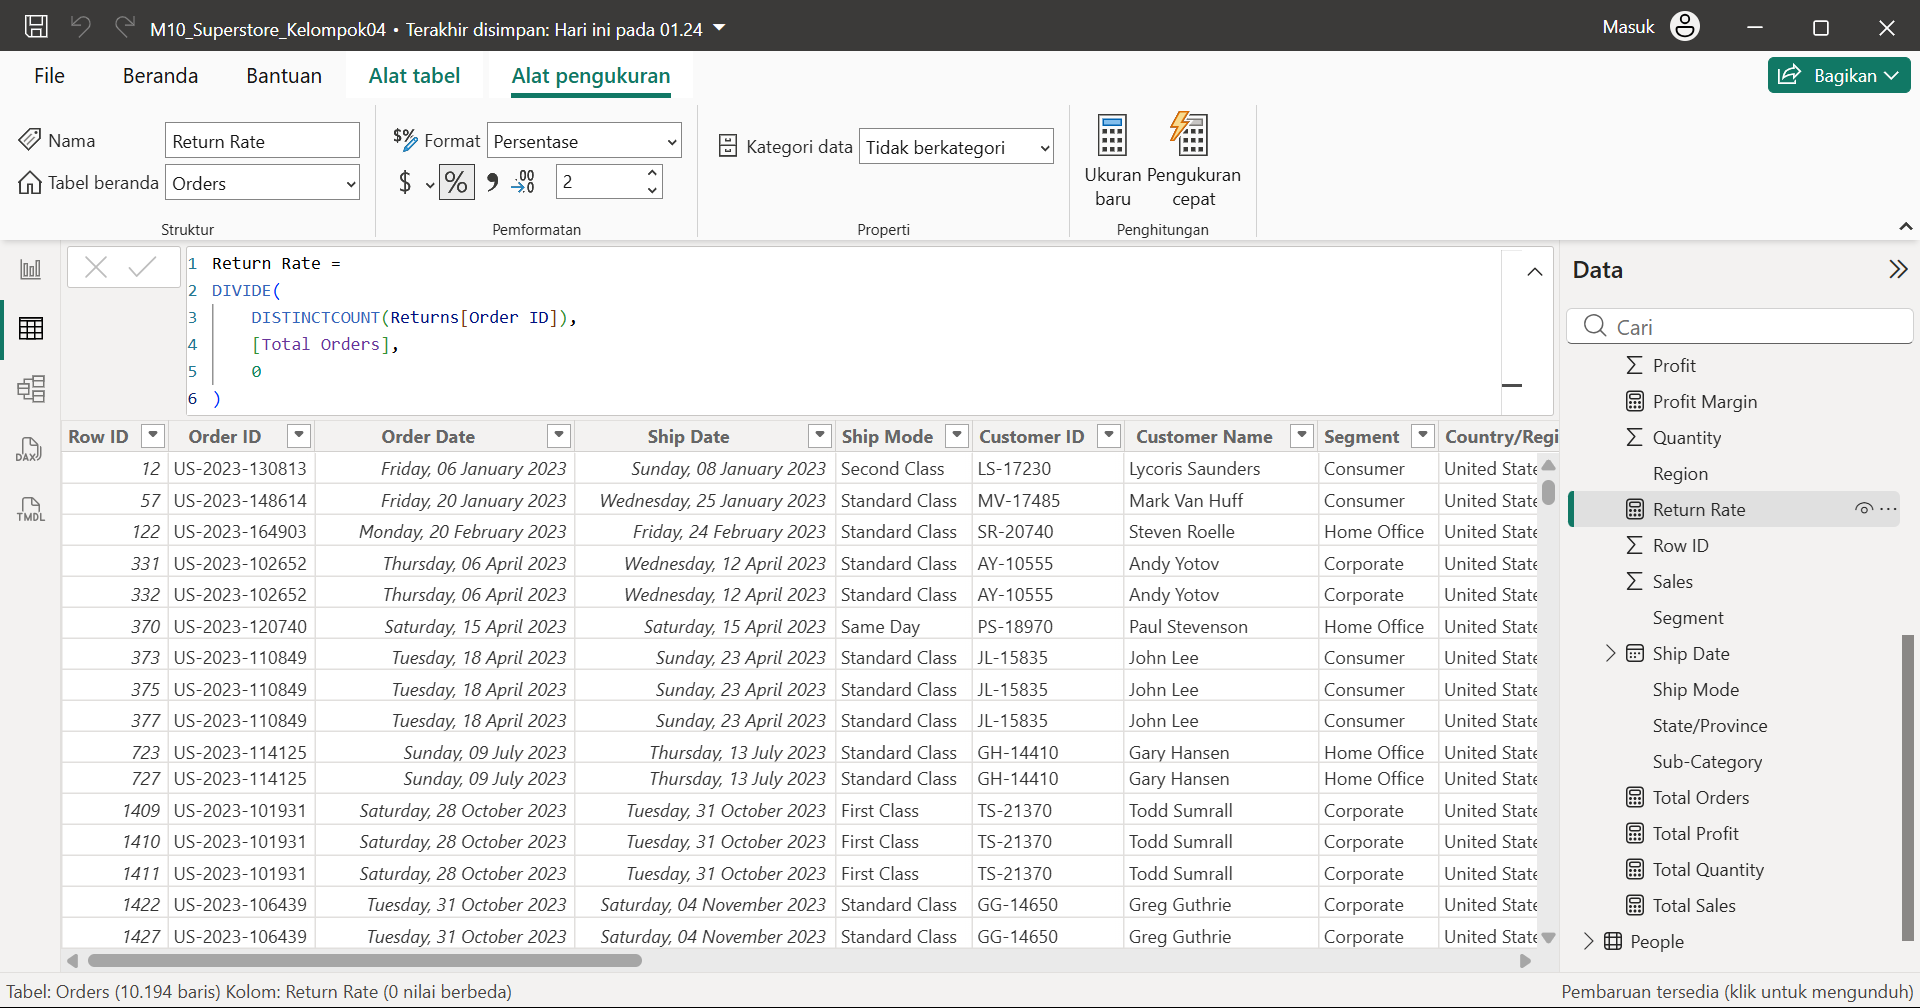 M10_Superstore_Kelompok04 • Terakhir disimpan: Hari ini pada 01.24
Masuk
File Beranda Bantuan Alat tabel Alat pengukuran
Bagikan
Nama Return Rate
Tabel beranda Orders
Struktur
$% Format Persentase
$ % 9 .00 →.0 2
Pemformatan
Kategori data Tidak berkategori
Properti
Ukuran baru
Pengukuran cepat
Penghitungan
1 Return Rate =
2 DIVIDE(
3 DISTINCTCOUNT(Returns[Order ID]),
4 [Total Orders],
5 0
6 )
Row ID Order ID Order Date Ship Date Ship Mode Customer ID Customer Name Segment Country/Regi
12 US-2023-130813 Friday, 06 January 2023 Sunday, 08 January 2023 Second Class LS-17230 Lycoris Saunders Consumer United State
57 US-2023-148614 Friday, 20 January 2023 Wednesday, 25 January 2023 Standard Class MV-17485 Mark Van Huff Consumer United State
122 US-2023-164903 Monday, 20 February 2023 Friday, 24 February 2023 Standard Class SR-20740 Steven Roelle Home Office United State
331 US-2023-102652 Thursday, 06 April 2023 Wednesday, 12 April 2023 Standard Class AY-10555 Andy Yotov Corporate United State
332 US-2023-102652 Thursday, 06 April 2023 Wednesday, 12 April 2023 Standard Class AY-10555 Andy Yotov Corporate United State
370 US-2023-120740 Saturday, 15 April 2023 Saturday, 15 April 2023 Same Day PS-18970 Paul Stevenson Home Office United State
373 US-2023-110849 Tuesday, 18 April 2023 Sunday, 23 April 2023 Standard Class JL-15835 John Lee Consumer United State
375 US-2023-110849 Tuesday, 18 April 2023 Sunday, 23 April 2023 Standard Class JL-15835 John Lee Consumer United State
377 US-2023-110849 Tuesday, 18 April 2023 Sunday, 23 April 2023 Standard Class JL-15835 John Lee Consumer United State
723 US-2023-114125 Sunday, 09 July 2023 Thursday, 13 July 2023 Standard Class GH-14410 Gary Hansen Home Office United State
727 US-2023-114125 Sunday, 09 July 2023 Thursday, 13 July 2023 Standard Class GH-14410 Gary Hansen Home Office United State
1409 US-2023-101931 Saturday, 28 October 2023 Tuesday, 31 October 2023 First Class TS-21370 Todd Sumrall Corporate United State
1410 US-2023-101931 Saturday, 28 October 2023 Tuesday, 31 October 2023 First Class TS-21370 Todd Sumrall Corporate United State
1411 US-2023-101931 Saturday, 28 October 2023 Tuesday, 31 October 2023 First Class TS-21370 Todd Sumrall Corporate United State
1422 US-2023-106439 Tuesday, 31 October 2023 Saturday, 04 November 2023 Standard Class GG-14650 Greg Guthrie Corporate United State
1427 US-2023-106439 Tuesday, 31 October 2023 Saturday, 04 November 2023 Standard Class GG-14650 Greg Guthrie Corporate United State
DAX
TMDL
Data
Cari
Profit
Profit Margin
Quantity
Region
Return Rate
Row ID
Sales
Segment
Ship Date
Ship Mode
State/Province
Sub-Category
Total Orders
Total Profit
Total Quantity
Total Sales
People
Tabel: Orders (10.194 baris) Kolom: Return Rate (0 nilai berbeda)
Pembaruan tersedia (klik untuk mengunduh)